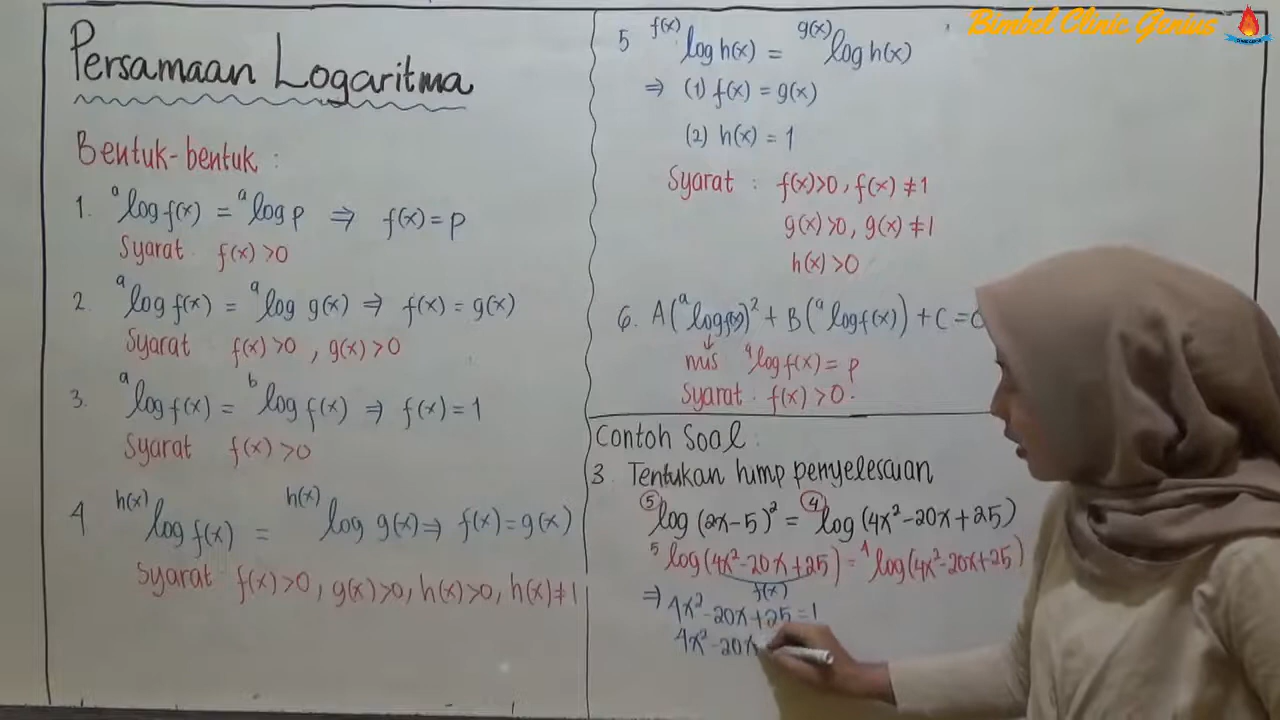 Bimbel Clinic Genius
Persamaan Logaritma
Bentuk-bentuk :
1. ᵃlog f(x) = ᵃlog p ⇒ f(x) = p
Syarat f(x) >0
2. ᵃlog f(x) = ᵃlog g(x) ⇒ f(x) = g(x)
Syarat f(x) >0 , g(x) >0
3. ᵃlog f(x) = ᵇlog f(x) ⇒ f(x) = 1
Syarat f(x) >0
4 ʰ⁽ˣ⁾log f(x) = ʰ⁽ˣ⁾log g(x) ⇒ f(x) = g(x)
Syarat f(x) >0 , g(x) >0, h(x) >0, h(x) ≠ 1
5 ᶠ⁽ˣ⁾log h(x) = ᵍ⁽ˣ⁾log h(x)
⇒ (1) f(x) = g(x)
(2) h(x) = 1
Syarat : f(x) >0 , f(x) ≠ 1
g(x) >0, g(x) ≠ 1
h(x) >0
6. A(ᵃlog f(x))² + B(ᵃlog f(x)) + C = 0
↓
mis ᵃlog f(x) = p
Syarat . f(x) >0.
Contoh Soal :
3. Tentukan himp penyelesaian
⁵log (2x-5)² = ⁴log (4x²-20x+25)
⁵log (4x²-20x+25) = ⁴log (4x²-20x+25)
f(x)
⇒ 4x²-20x+25 = 1
4x²-20x